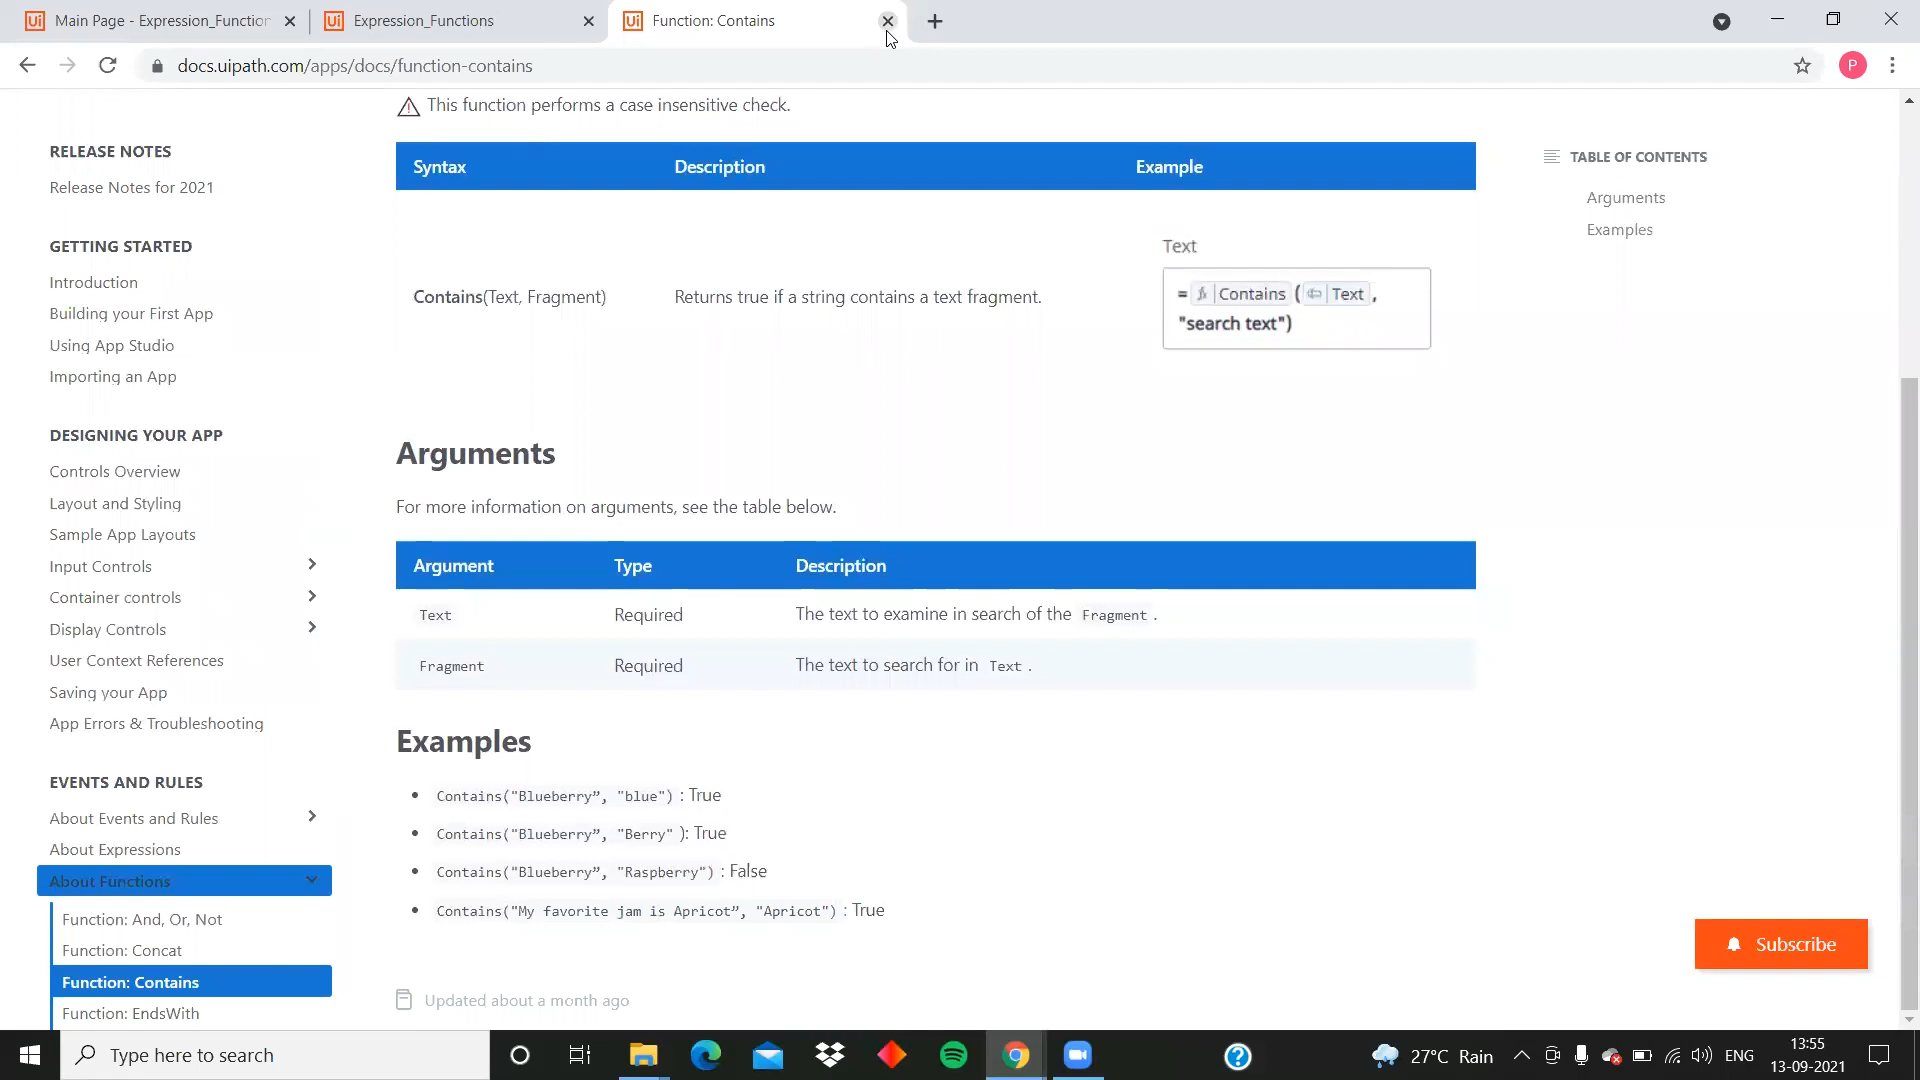 Main Page - Expression_Function
Expression_Functions
Function: Contains
docs.uipath.com/apps/docs/function-contains
P
This function performs a case insensitive check.
RELEASE NOTES
Release Notes for 2021
GETTING STARTED
Introduction
Building your First App
Using App Studio
Importing an App
DESIGNING YOUR APP
Controls Overview
Layout and Styling
Sample App Layouts
Input Controls
Container controls
Display Controls
User Context References
Saving your App
App Errors & Troubleshooting
EVENTS AND RULES
About Events and Rules
About Expressions
About Functions
Function: And, Or, Not
Function: Concat
Function: Contains
Function: EndsWith
Syntax Description Example
Contains(Text, Fragment) Returns true if a string contains a text fragment.
Text
= fx Contains ( Text ,
"search text")
Arguments
For more information on arguments, see the table below.
Argument Type Description
Text Required The text to examine in search of the Fragment .
Fragment Required The text to search for in Text .
Examples
• Contains("Blueberry”, "blue") : True
• Contains("Blueberry”, "Berry" ): True
• Contains("Blueberry”, "Raspberry") : False
• Contains("My favorite jam is Apricot”, "Apricot") : True
Updated about a month ago
TABLE OF CONTENTS
Arguments
Examples
Subscribe
Type here to search
27°C Rain
ENG
13:55
13-09-2021